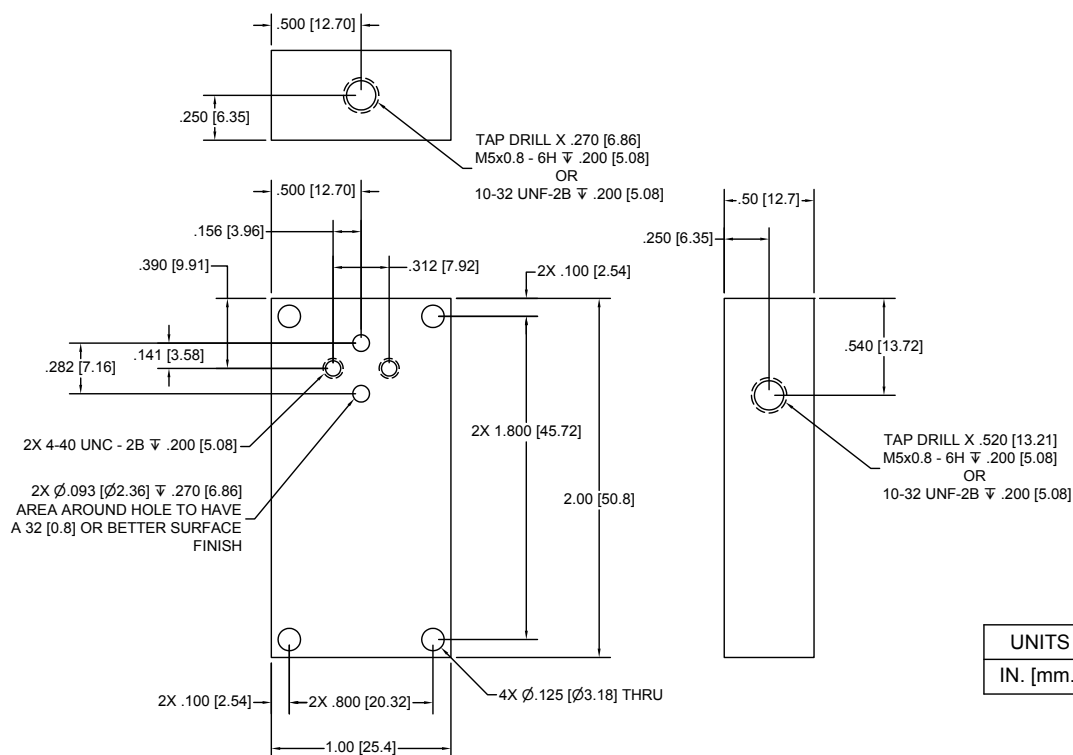 .500 [12.70]
.250 [6.35]
TAP DRILL X .270 [6.86]
M5x0.8 - 6H ↧ .200 [5.08]
OR
10-32 UNF-2B ↧ .200 [5.08]
.500 [12.70]
.50 [12.7]
.156 [3.96]
.250 [6.35]
.390 [9.91]
.312 [7.92]
2X .100 [2.54]
.141 [3.58]
.282 [7.16]
.540 [13.72]
2X 1.800 [45.72]
2X 4-40 UNC - 2B ↧ .200 [5.08]
TAP DRILL X .520 [13.21]
M5x0.8 - 6H ↧ .200 [5.08]
OR
10-32 UNF-2B ↧ .200 [5.08]
2X Ø.093 [Ø2.36] ↧ .270 [6.86]
AREA AROUND HOLE TO HAVE
A 32 [0.8] OR BETTER SURFACE
FINISH
2.00 [50.8]
UNITS
IN. [mm.
2X .100 [2.54]
2X .800 [20.32]
4X Ø.125 [Ø3.18] THRU
1.00 [25.4]